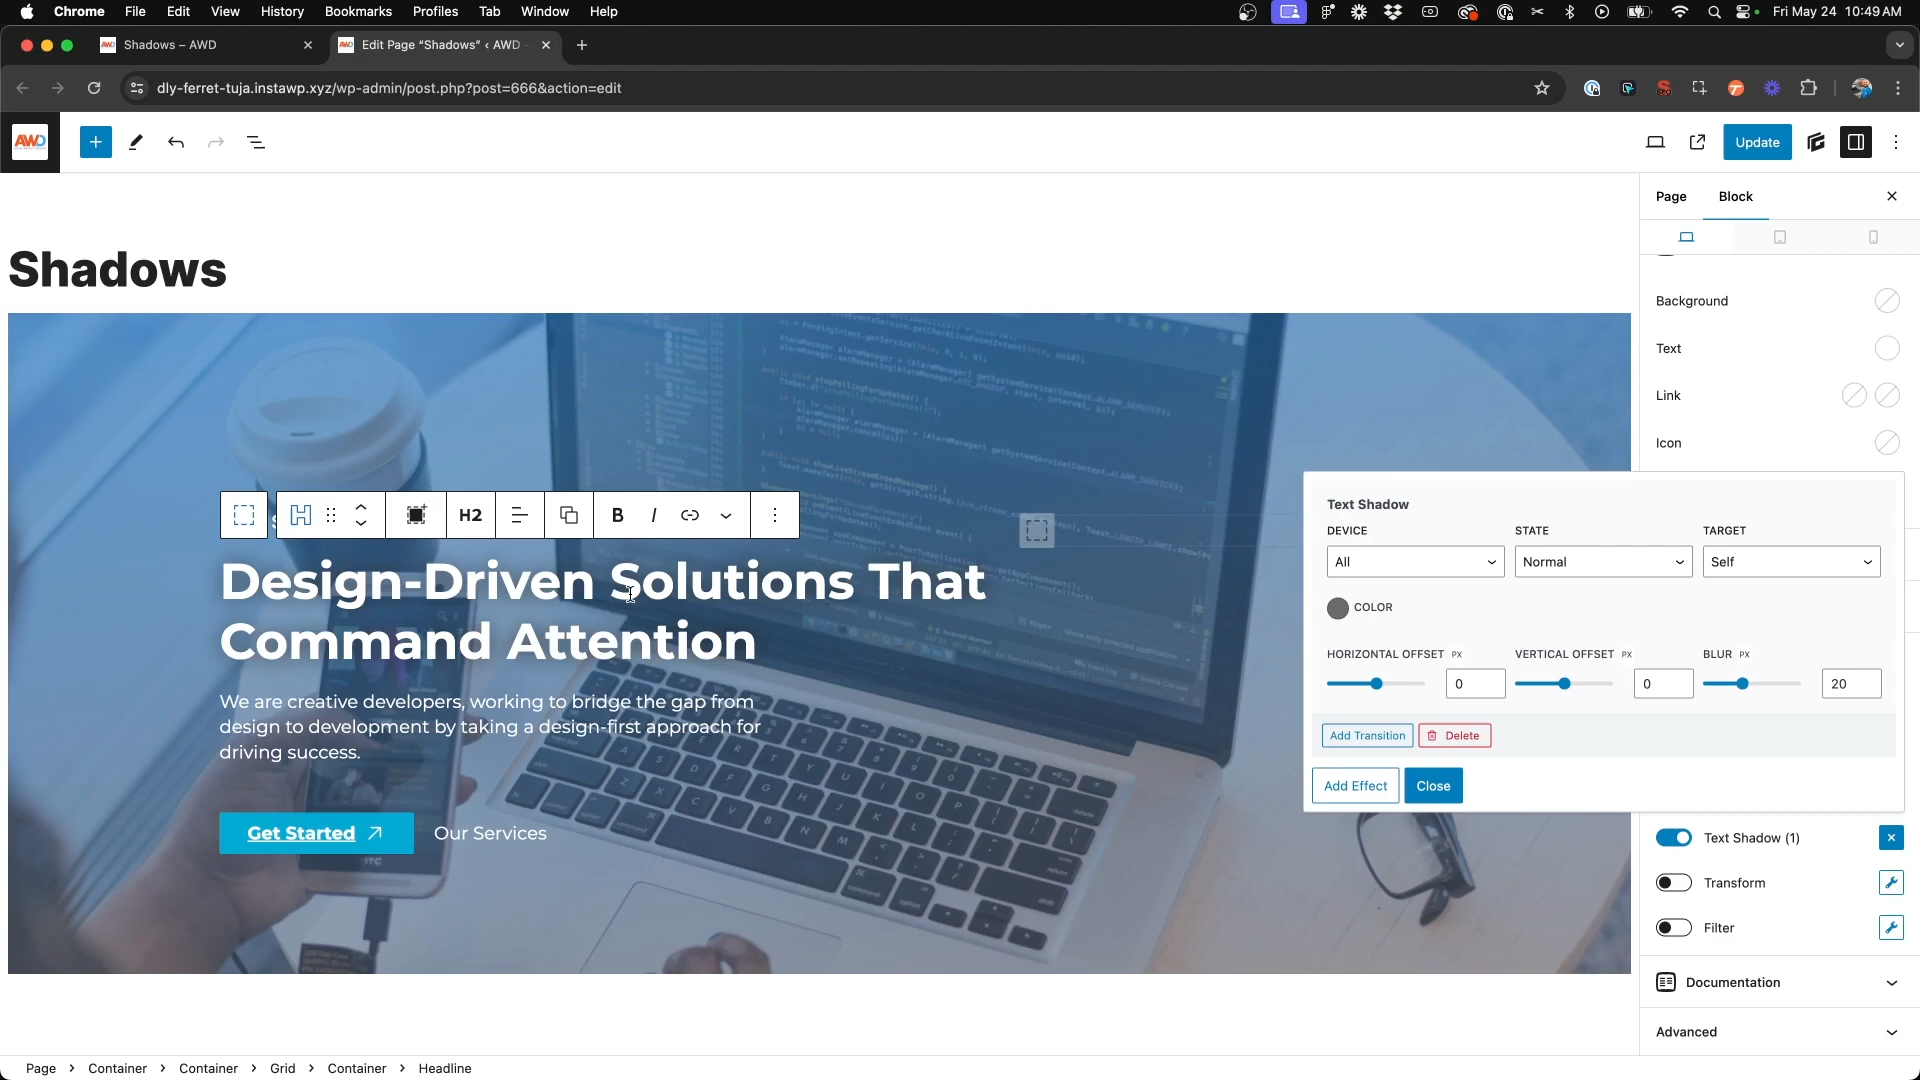 Chrome File Edit View History Bookmarks Profiles Tab Window Help
Fri May 24 10:49 AM
Shadows – AWD
Edit Page “Shadows” ‹ AWD
dly-ferret-tuja.instawp.xyz/wp-admin/post.php?post=666&action=edit
AWD
Update
Page Block
Shadows
Background
Text
Link
Icon
H2 B I
Design-Driven Solutions That
Command Attention
We are creative developers, working to bridge the gap from
design to development by taking a design-first approach for
driving success.
Get Started
Our Services
Text Shadow
DEVICE STATE TARGET
All Normal Self
COLOR
HORIZONTAL OFFSET PX VERTICAL OFFSET PX BLUR PX
0 0 20
Add Transition Delete
Add Effect Close
Text Shadow (1)
Transform
Filter
Documentation
Advanced
Page Container Container Grid Container Headline